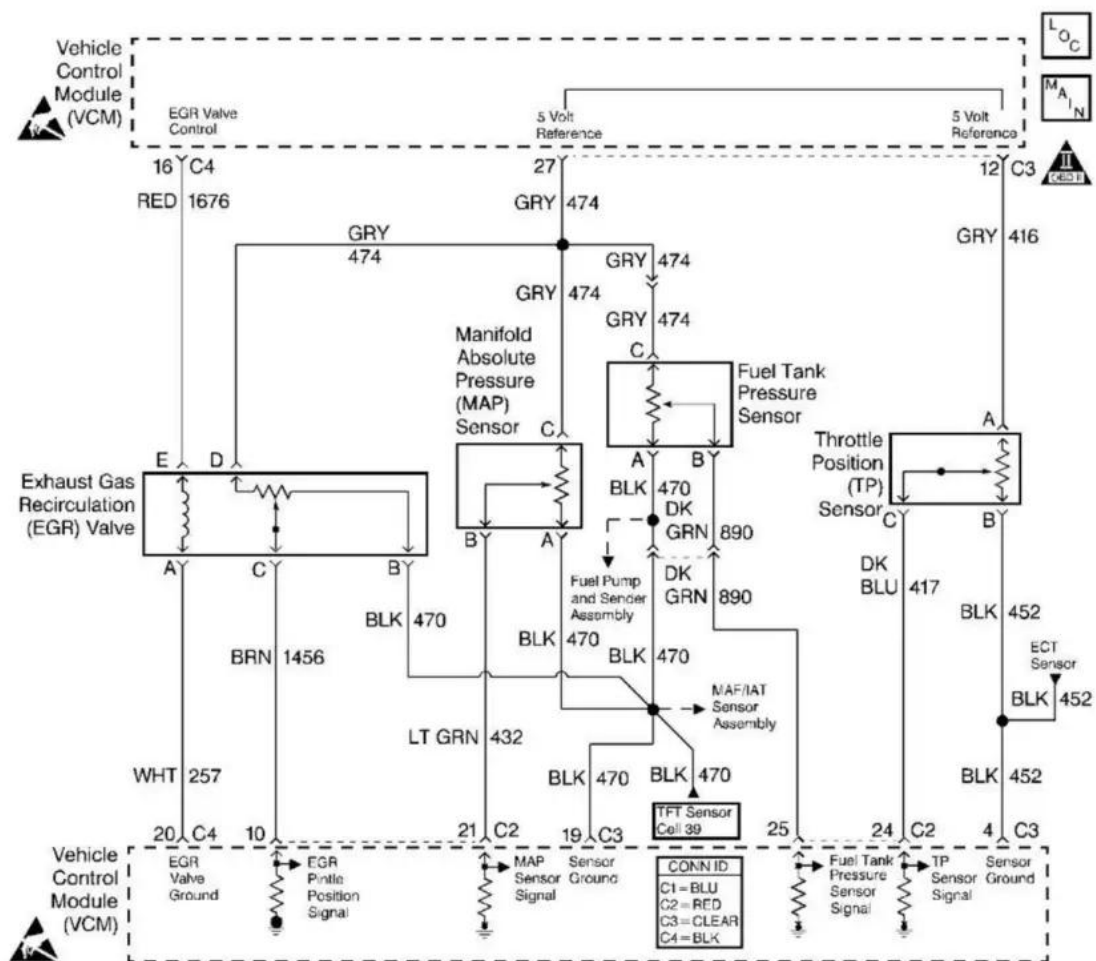 Vehicle
Control
Module
(VCM)
L O C
M A I N
II
OBD II
EGR Valve
Control
5 Volt
Reference
5 Volt
Reference
16 C4
27
12 C3
RED 1676
GRY 474
GRY 416
GRY
474
GRY 474
GRY 474
GRY 474
Manifold
Absolute
Pressure
(MAP)
Sensor
C
C
Fuel Tank
Pressure
Sensor
A
Throttle
Position
(TP)
Sensor
E D
Exhaust Gas
Recirculation
(EGR) Valve
A B
BLK 470
DK
GRN 890
C B
B A
A C B
Fuel Pump
and Sender
Assembly
DK
GRN 890
DK
BLU 417
BLK 470
BLK 470
BLK 452
BRN 1456
BLK 470
ECT
Sensor
BLK 452
MAF/IAT
Sensor
Assembly
LT GRN 432
WHT 257
BLK 470
BLK 470
BLK 452
TFT Sensor
Cell 39
20 C4
10
21 C2
19 C3
25
24 C2
4 C3
Vehicle
Control
Module
(VCM)
EGR
Valve
Ground
EGR
Pintle
Position
Signal
MAP
Sensor
Signal
Sensor
Ground
CONN ID
C1=BLU
C2=RED
C3=CLEAR
C4=BLK
Fuel Tank
Pressure
Sensor
Signal
TP
Sensor
Signal
Sensor
Ground